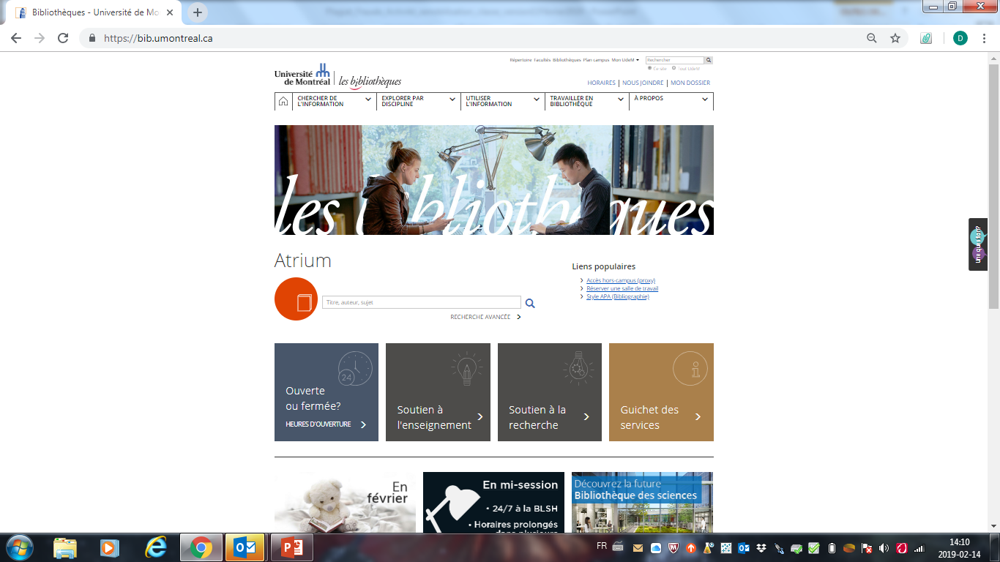 Bibliothèques - Université de Mo
https://bib.umontreal.ca
D
Répertoire Facultés Bibliothèques Plan campus Mon UdeM
Rechercher
Ce site Tout UdeM
Université
de Montréal
les bibliothèques
HORAIRES | NOUS JOINDRE | MON DOSSIER
CHERCHER DE
L'INFORMATION
EXPLORER PAR
DISCIPLINE
UTILISER
L'INFORMATION
TRAVAILLER EN
BIBLIOTHÈQUE
À PROPOS
les bibliothèques
une question?
Atrium
Titre, auteur, sujet
RECHERCHE AVANCÉE
Liens populaires
Accès hors-campus (proxy)
Réserver une salle de travail
Style APA (Bibliographie)
24
Ouverte
ou fermée?
HEURES D'OUVERTURE
Soutien à
l'enseignement
Soutien à la
recherche
Guichet des
services
En
février
En mi-session
• 24/7 à la BLSH
• Horaires prolongés
dans plusieurs
Découvrez la future
Bibliothèque des sciences
FR
14:10
2019-02-14